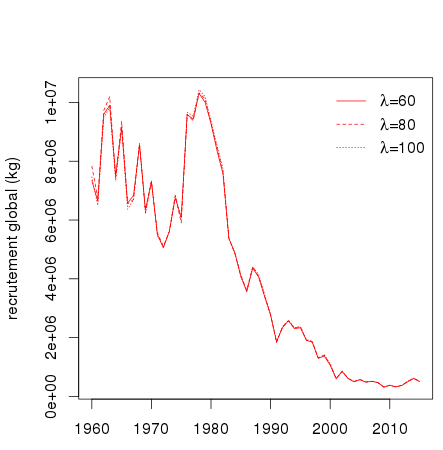 λ=60
λ=80
λ=100
recrutement global (kg)
1e+07
8e+06
6e+06
4e+06
2e+06
0e+00
1960 1970 1980 1990 2000 2010